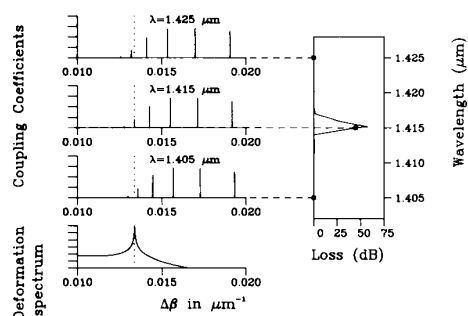 Coupling Coefficients
λ=1.425 μm
0.010 0.015 0.020
λ=1.415 μm
0.010 0.015 0.020
λ=1.405 μm
0.010 0.015 0.020
Deformation
spectrum
0.010 0.015 0.020
Δβ in μm⁻¹
1.425
1.420
1.415
1.410
1.405
Wavelength (μm)
0 25 50 75
Loss (dB)